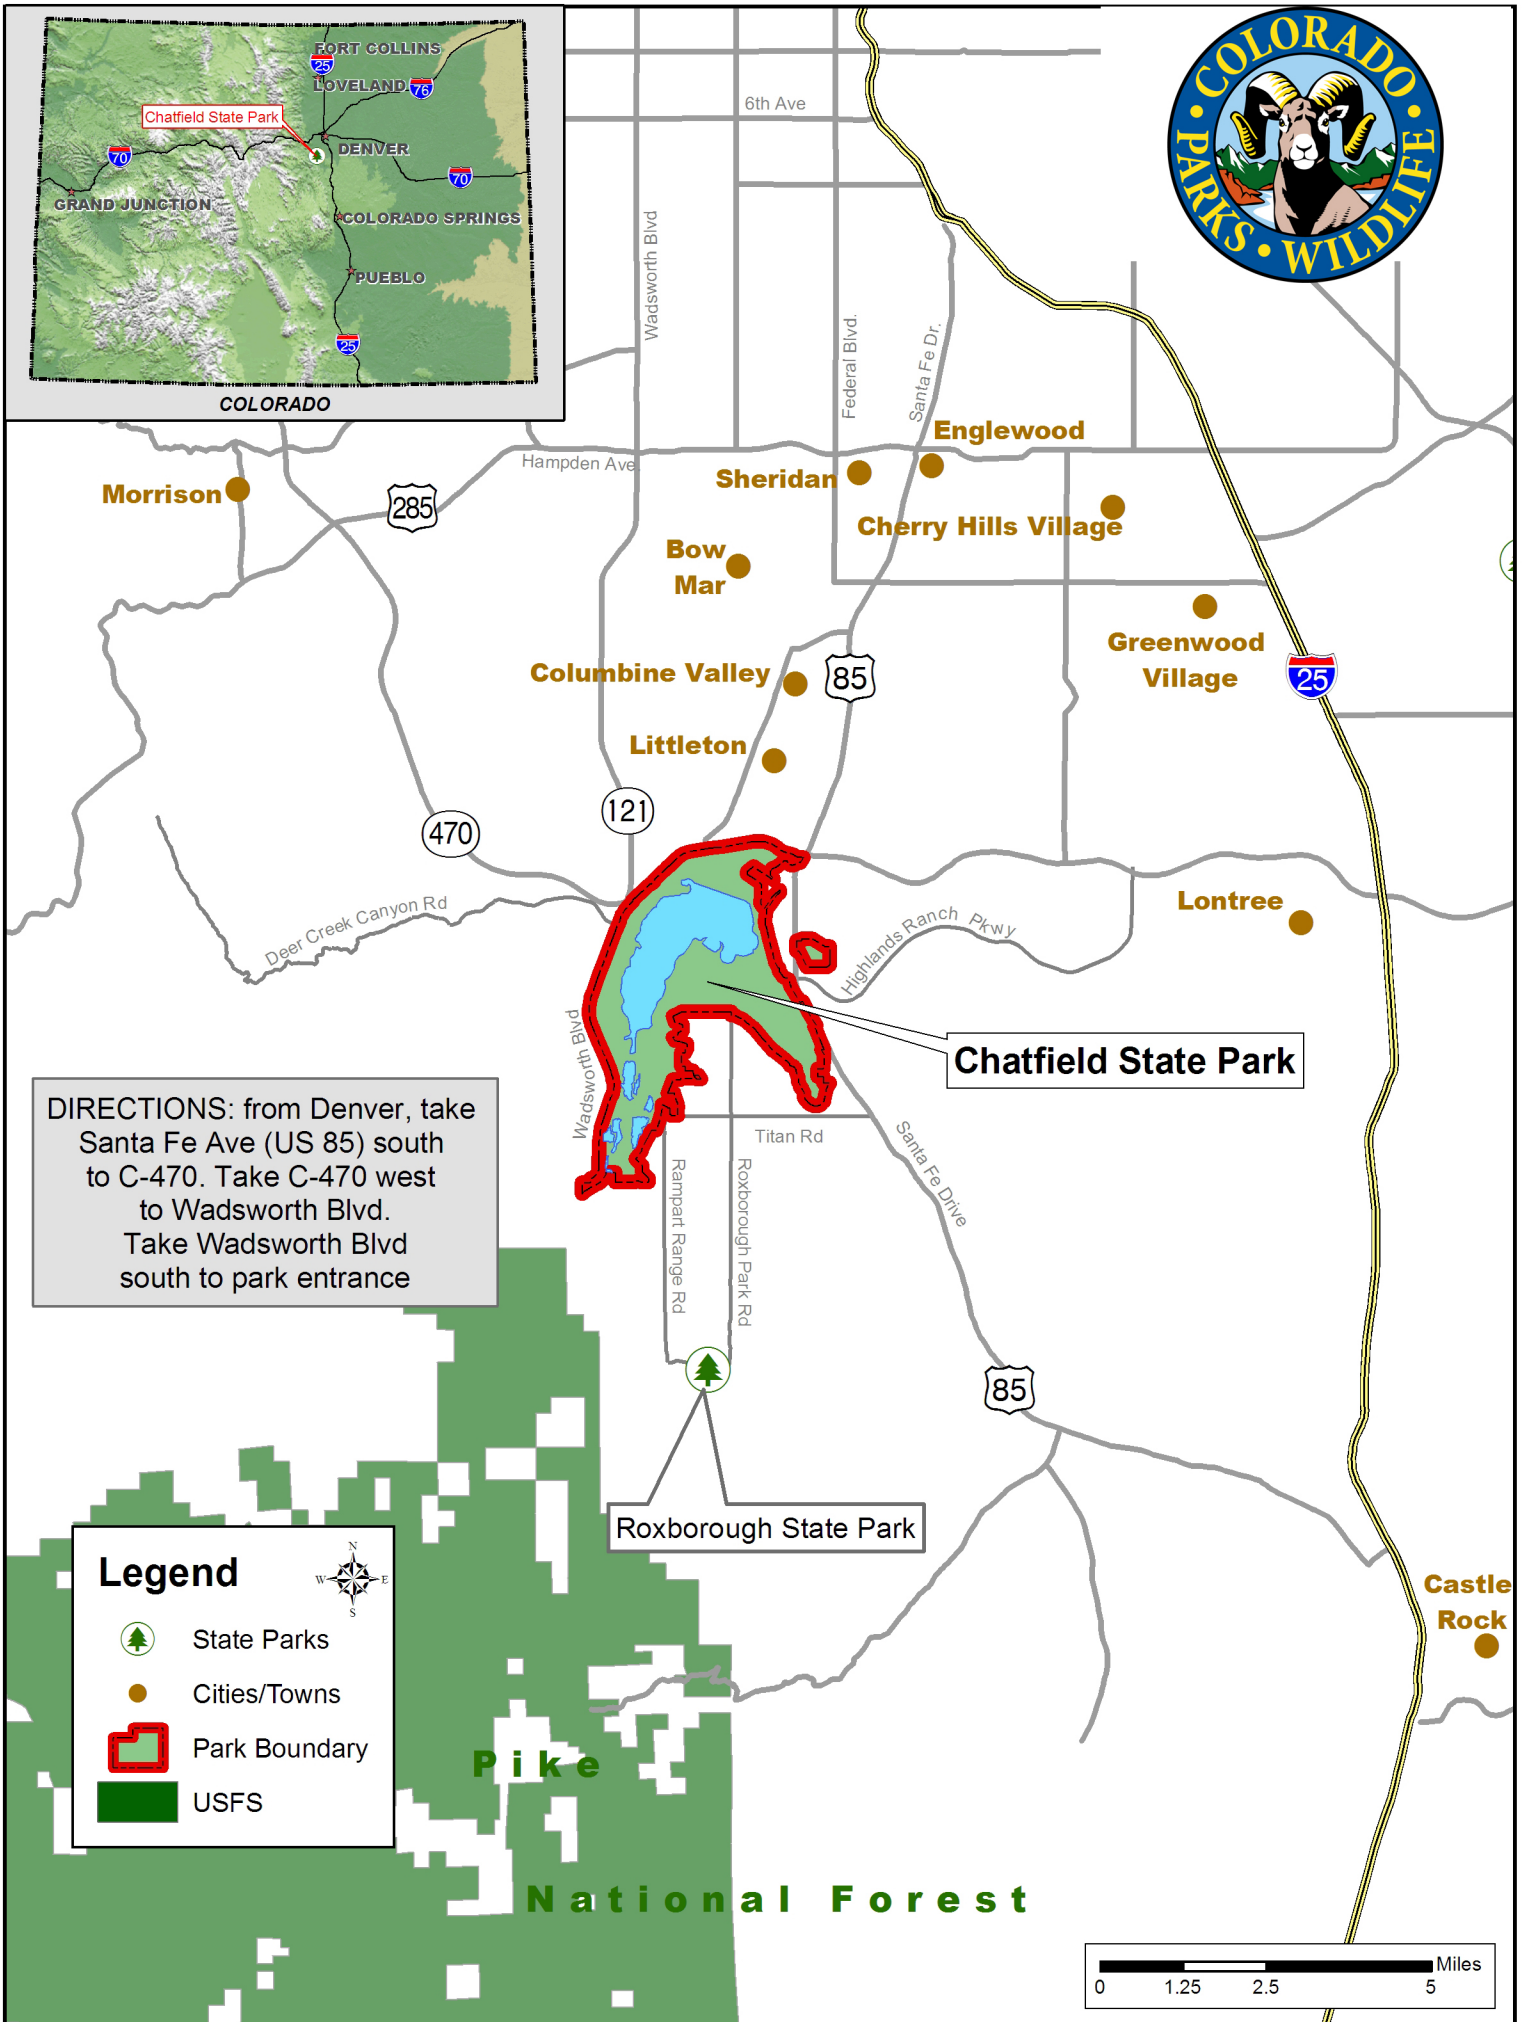 FORT COLLINS
25
LOVELAND
76
Chatfield State Park
DENVER
70
70
GRAND JUNCTION
COLORADO SPRINGS
PUEBLO
25
COLORADO
COLORADO
PARKS • WILDLIFE
6th Ave
Wadsworth Blvd
Federal Blvd.
Santa Fe Dr.
Englewood
Hampden Ave
Sheridan
Morrison
285
Cherry Hills Village
Bow
Mar
Greenwood
Village
Columbine Valley
85
25
Littleton
121
470
Lontree
Deer Creek Canyon Rd
Highlands Ranch Pkwy
Wadsworth Blvd
Chatfield State Park
DIRECTIONS: from Denver, take
Santa Fe Ave (US 85) south
to C-470. Take C-470 west
to Wadsworth Blvd.
Take Wadsworth Blvd
south to park entrance
Titan Rd
Santa Fe Drive
Rampart Range Rd
Roxborough Park Rd
85
Roxborough State Park
Legend
N
W
E
S
State Parks
Cities/Towns
Park Boundary
USFS
Castle
Rock
Pike
National Forest
Miles
0
1.25
2.5
5